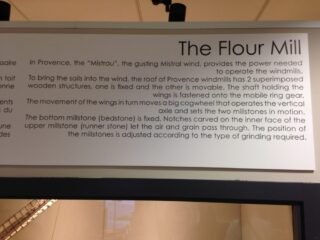 The Flour Mill
In Provence, the "Mistrou", the gusting Mistral wind, provides the power needed
to operate the windmills.
To bring the sails into the wind, the roof of Provence windmills has 2 superimposed
wooden structures, one is fixed and the other is movable. The shaft holding the
wings is fastened onto the mobile ring gear.
The movement of the wings in turn moves a big cogwheel that operates the vertical
axle and sets the two millstones in motion.
The bottom millstone (bedstone) is fixed. Notches carved on the inner face of the
upper millstone (runner stone) let the air and grain pass through. The position of
the millstones is adjusted according to the type of grinding required.